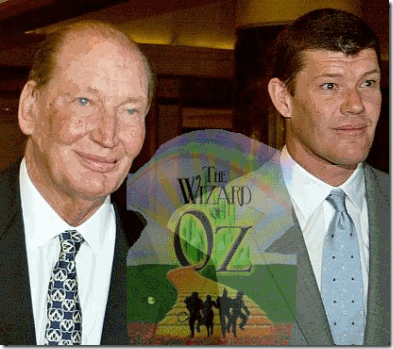 THE
WIZARD
OF
OZ